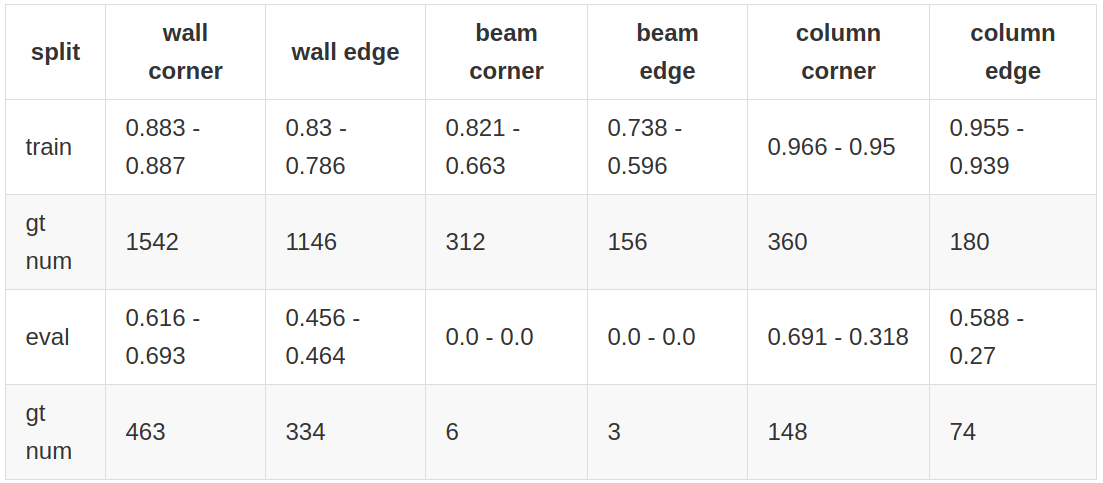 split wall corner wall edge beam corner beam edge column corner column edge
train 0.883 - 0.887 0.83 - 0.786 0.821 - 0.663 0.738 - 0.596 0.966 - 0.95 0.955 - 0.939
gt num 1542 1146 312 156 360 180
eval 0.616 - 0.693 0.456 - 0.464 0.0 - 0.0 0.0 - 0.0 0.691 - 0.318 0.588 - 0.27
gt num 463 334 6 3 148 74